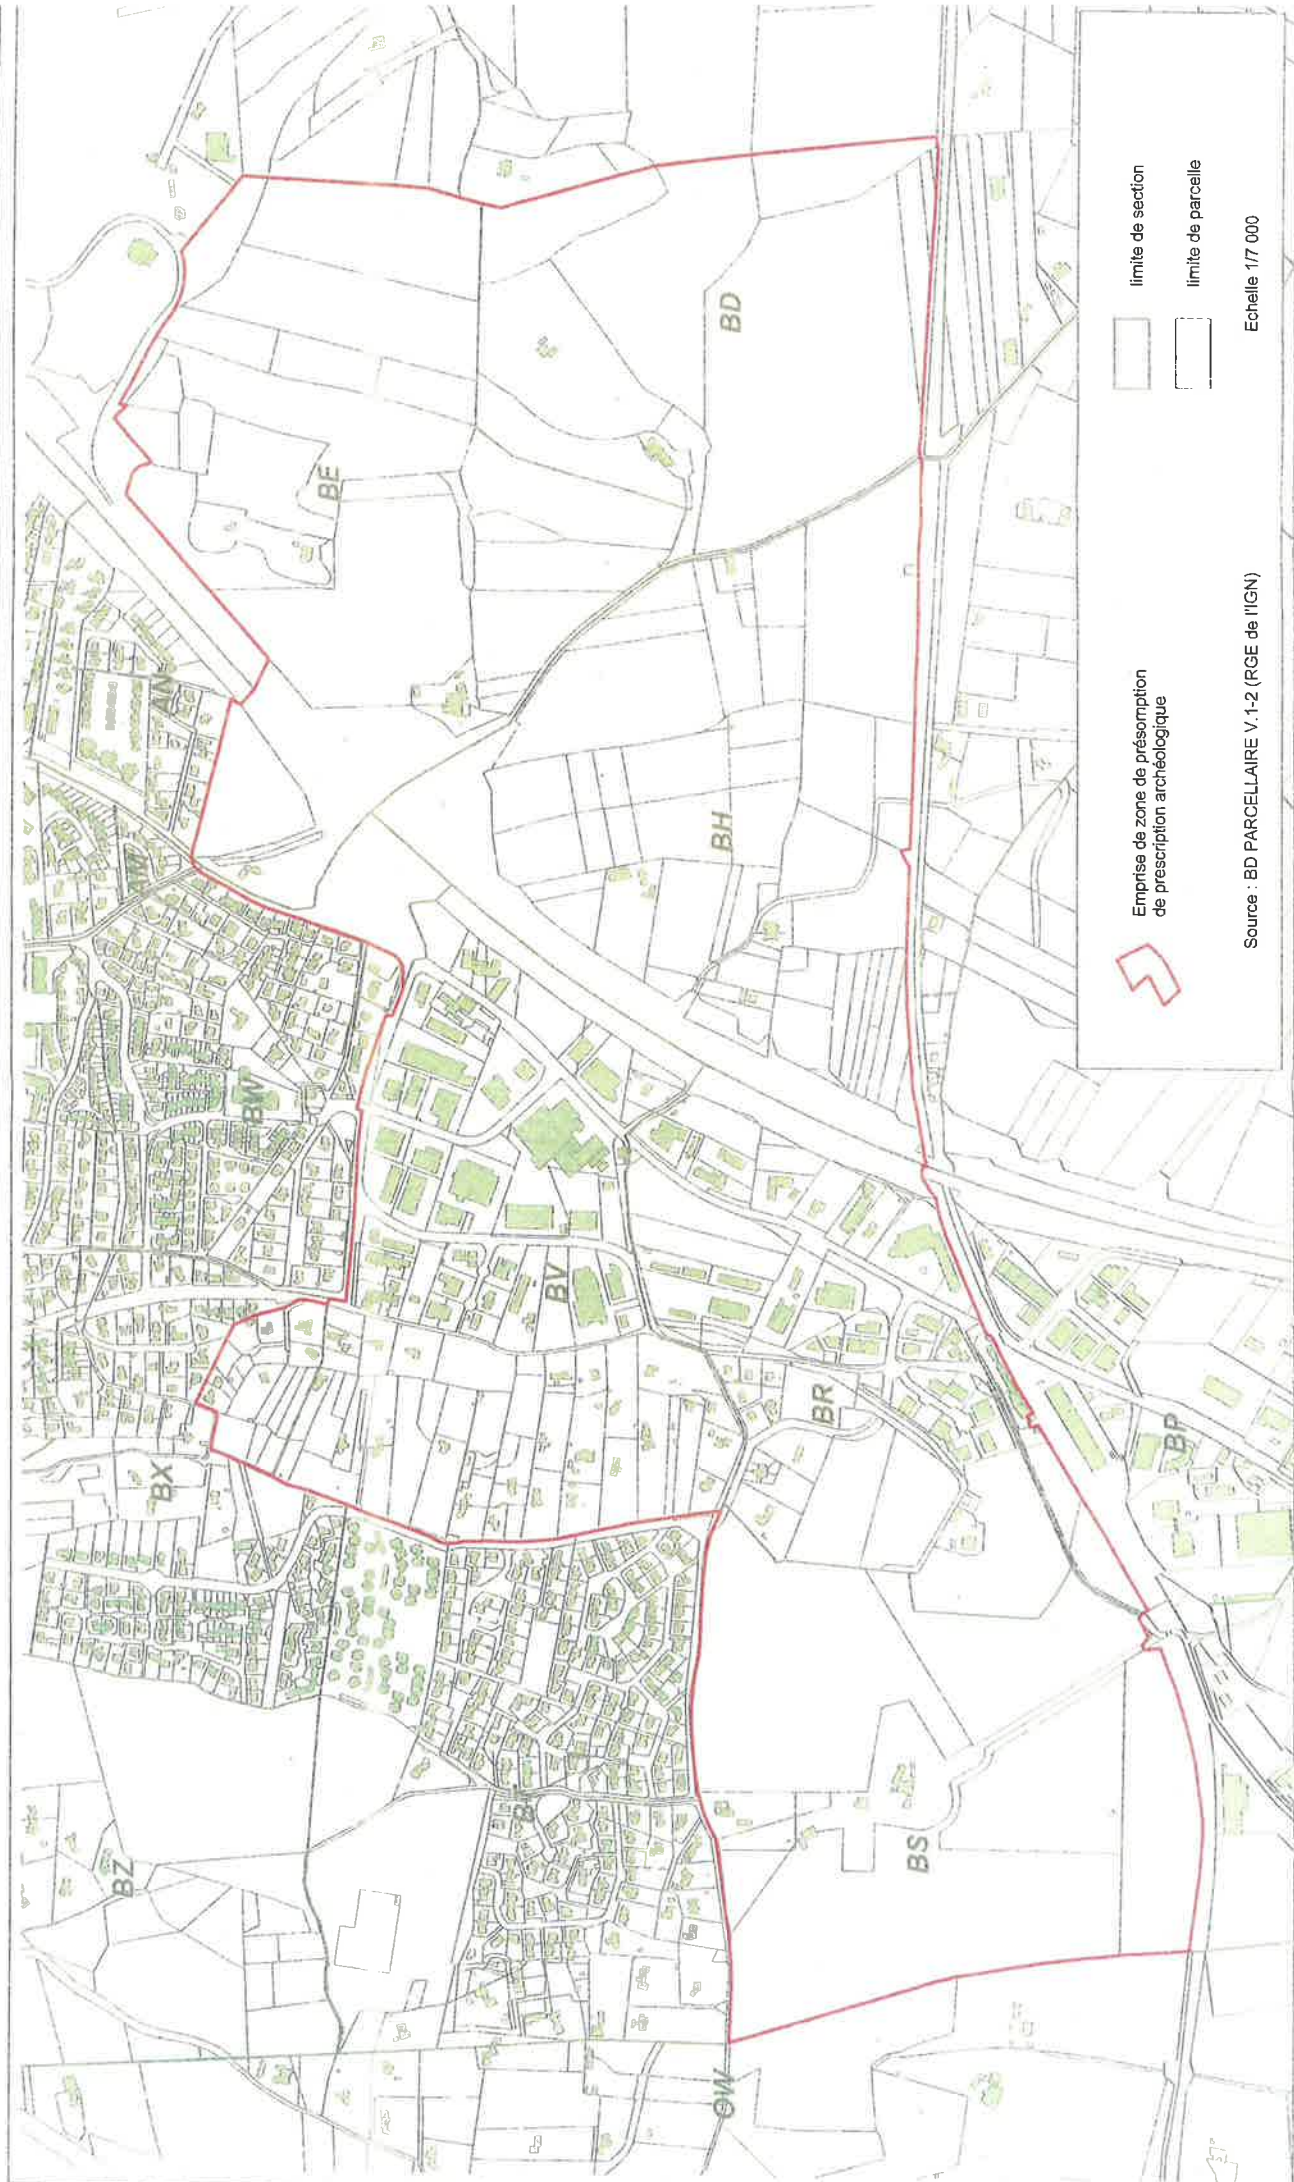 BZ
BX
BW
AM
AN
BE
BV
BD
BH
BR
BS
BP
OW
Emprise de zone de présomption
de prescription archéologique
limite de section
limite de parcelle
Source : BD PARCELLAIRE V.1-2 (RGE de l'IGN)
Echelle 1/7 000